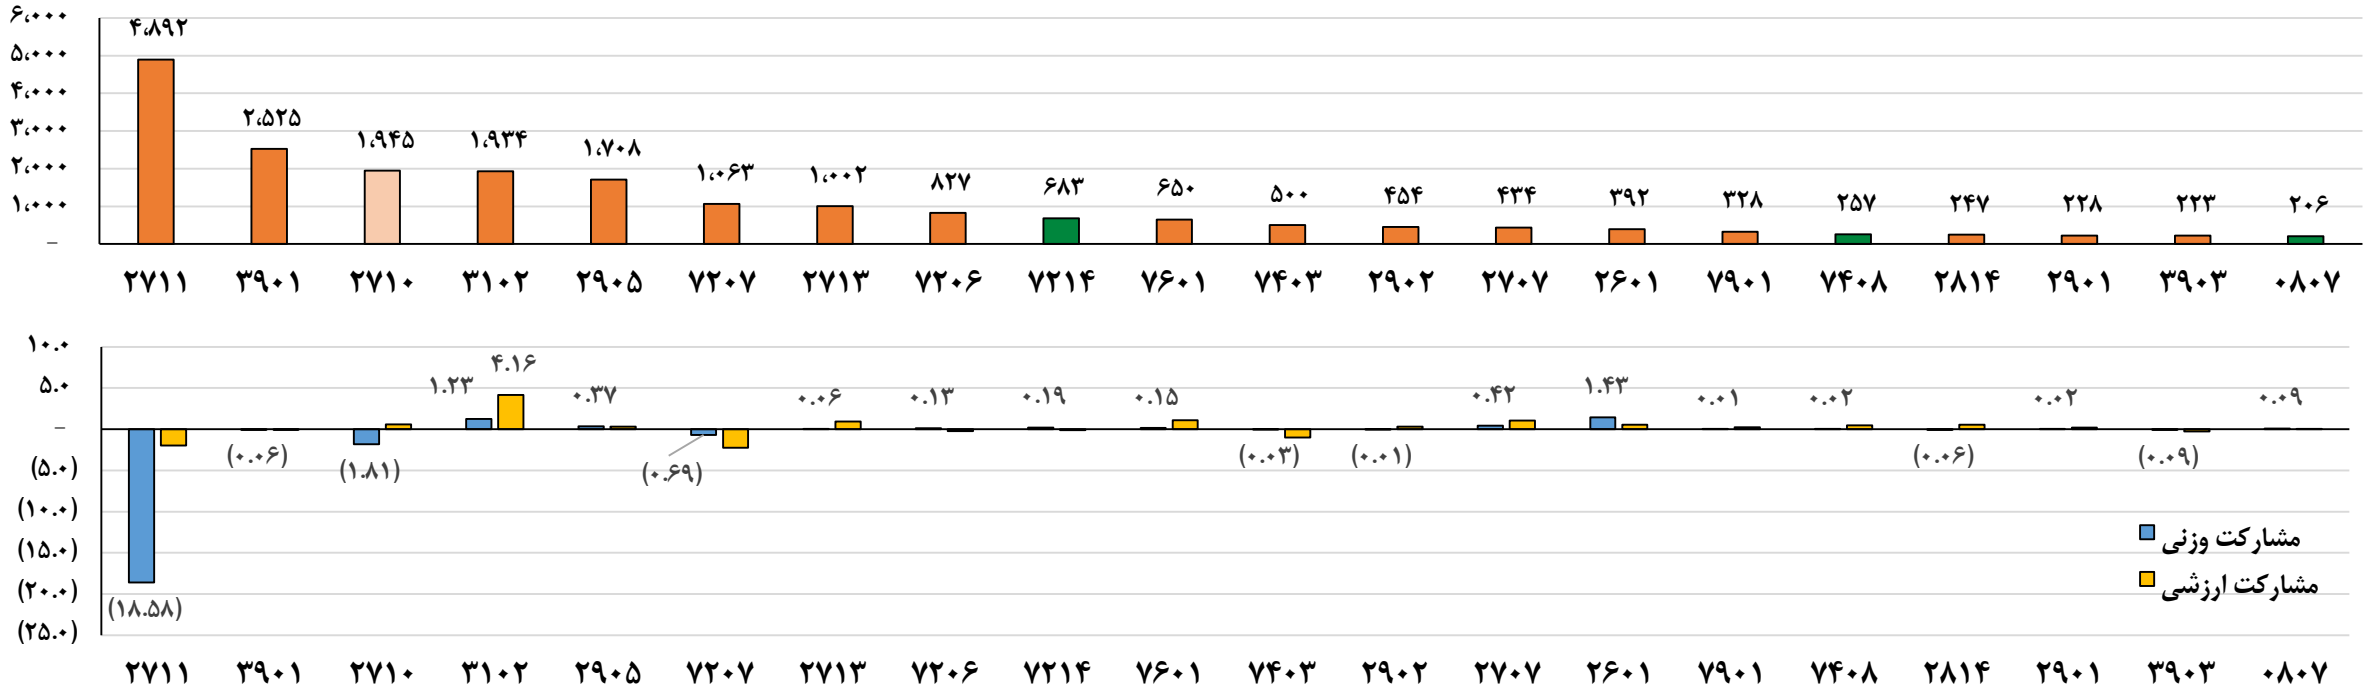 ۶،۰۰۰
۵،۰۰۰
۴،۰۰۰
۳،۰۰۰
۲،۰۰۰
۱،۰۰۰
–
۴،۸۹۲ ۲،۵۲۵ ۱،۹۴۵ ۱،۹۳۴ ۱،۷۰۸ ۱،۰۶۳ ۱،۰۰۲ ۸۲۷ ۶۸۳ ۶۵۰ ۵۰۰ ۴۵۴ ۴۳۴ ۳۹۲ ۳۲۸ ۲۵۷ ۲۴۷ ۲۲۸ ۲۲۳ ۲۰۶
۲۷۱۱ ۳۹۰۱ ۲۷۱۰ ۳۱۰۲ ۲۹۰۵ ۷۲۰۷ ۲۷۱۳ ۷۲۰۶ ۷۲۱۴ ۷۶۰۱ ۷۴۰۳ ۲۹۰۲ ۲۷۰۷ ۲۶۰۱ ۷۹۰۱ ۷۴۰۸ ۲۸۱۴ ۲۹۰۱ ۳۹۰۳ ۰۸۰۷
۱۰.۰
۵.۰
–
(۵.۰)
(۱۰.۰)
(۱۵.۰)
(۲۰.۰)
(۲۵.۰)
(۱۸.۵۸) (۰.۰۶) (۱.۸۱) ۱.۲۳ ۴.۱۶ ۰.۳۷ (۰.۶۹) ۰.۰۶ ۰.۱۳ ۰.۱۹ ۰.۱۵ (۰.۰۳) (۰.۰۱) ۰.۴۲ ۱.۴۳ ۰.۰۱ ۰.۰۲ (۰.۰۶) ۰.۰۲ (۰.۰۹) ۰.۰۹
مشارکت وزنی
مشارکت ارزشی
۲۷۱۱ ۳۹۰۱ ۲۷۱۰ ۳۱۰۲ ۲۹۰۵ ۷۲۰۷ ۲۷۱۳ ۷۲۰۶ ۷۲۱۴ ۷۶۰۱ ۷۴۰۳ ۲۹۰۲ ۲۷۰۷ ۲۶۰۱ ۷۹۰۱ ۷۴۰۸ ۲۸۱۴ ۲۹۰۱ ۳۹۰۳ ۰۸۰۷